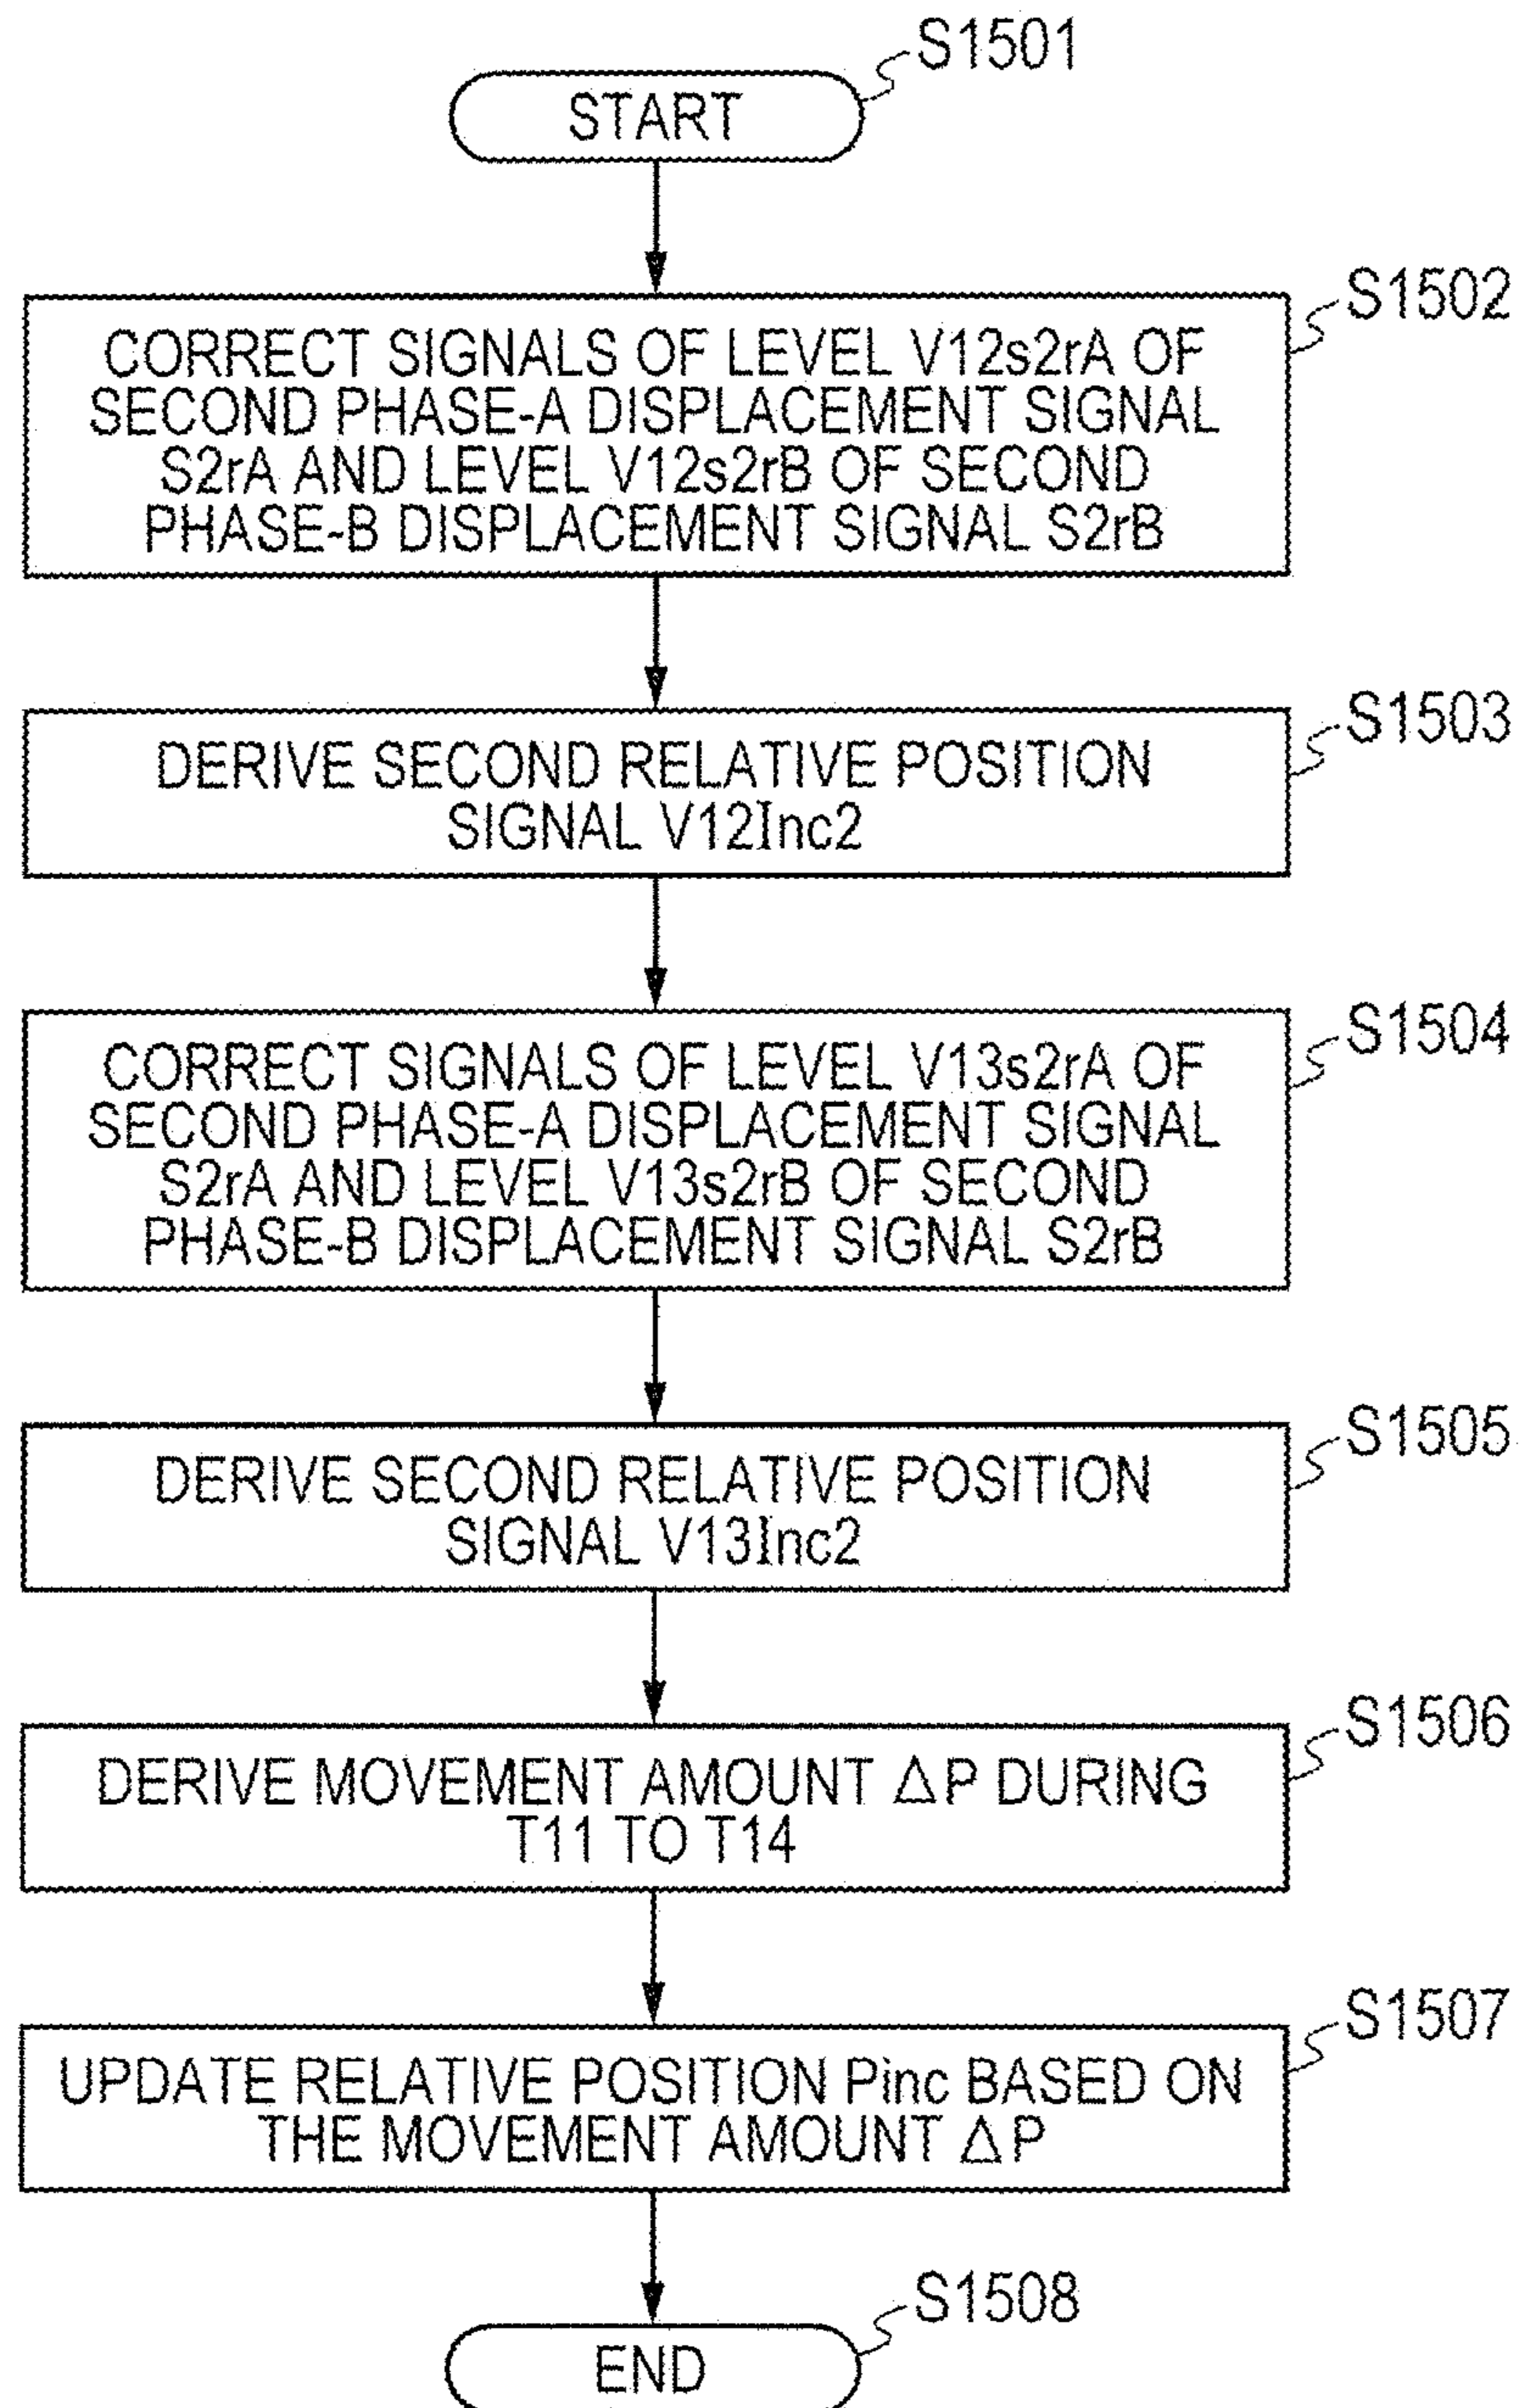 S1501
START
S1502
CORRECT SIGNALS OF LEVEL V12s2rA OF
SECOND PHASE-A DISPLACEMENT SIGNAL
S2rA AND LEVEL V12s2rB OF SECOND
PHASE-B DISPLACEMENT SIGNAL S2rB
S1503
DERIVE SECOND RELATIVE POSITION
SIGNAL V12Inc2
S1504
CORRECT SIGNALS OF LEVEL V13s2rA OF
SECOND PHASE-A DISPLACEMENT SIGNAL
S2rA AND LEVEL V13s2rB OF SECOND
PHASE-B DISPLACEMENT SIGNAL S2rB
S1505
DERIVE SECOND RELATIVE POSITION
SIGNAL V13Inc2
S1506
DERIVE MOVEMENT AMOUNT ΔP DURING
T11 TO T14
S1507
UPDATE RELATIVE POSITION Pinc BASED ON
THE MOVEMENT AMOUNT ΔP
S1508
END